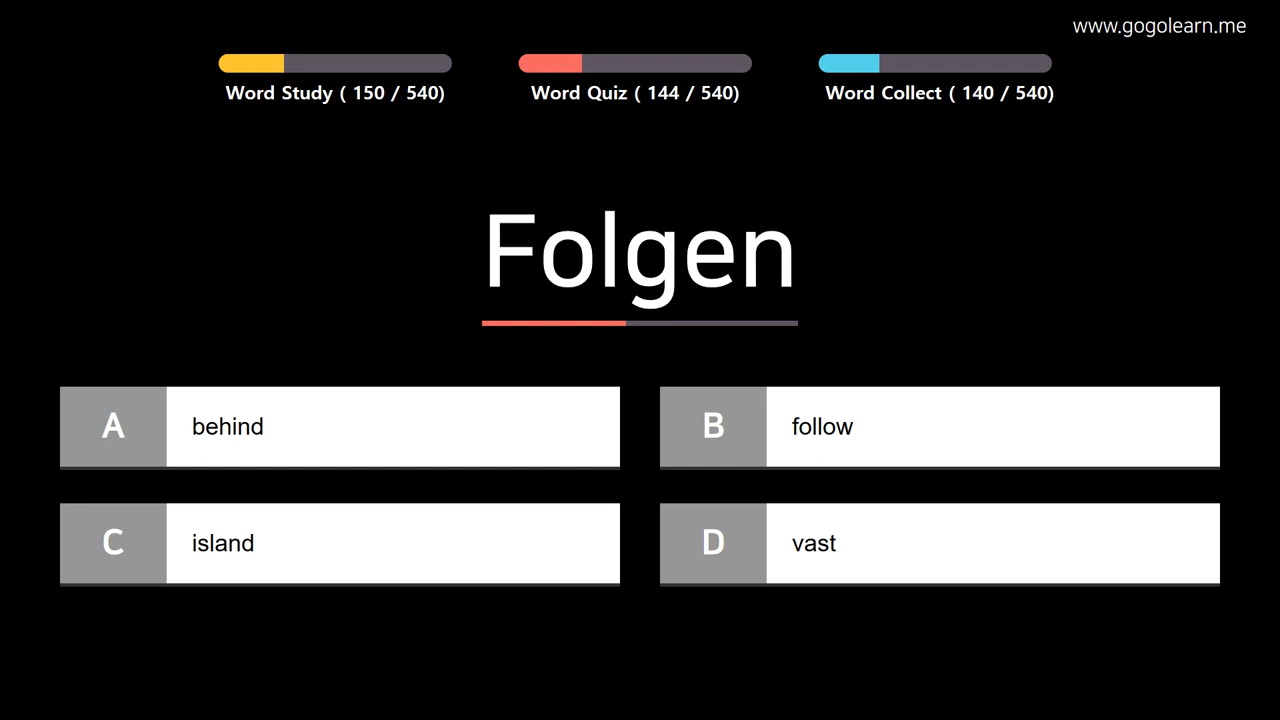 www.gogolearn.me
Word Study ( 150 / 540)
Word Quiz ( 144 / 540)
Word Collect ( 140 / 540)
Folgen
A behind
B follow
C island
D vast